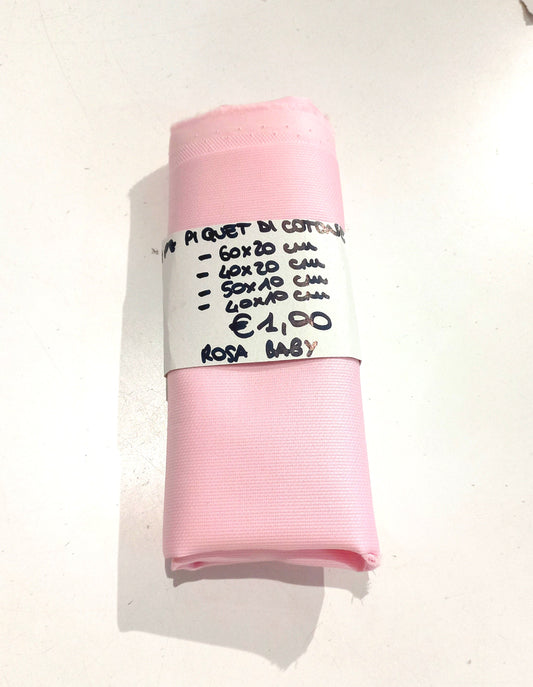 PIQUET DI COTONE
- 60x20 cm
- 40x20 cm
- 50x10 cm
- 40x10 cm
€1,00
ROSA BABY